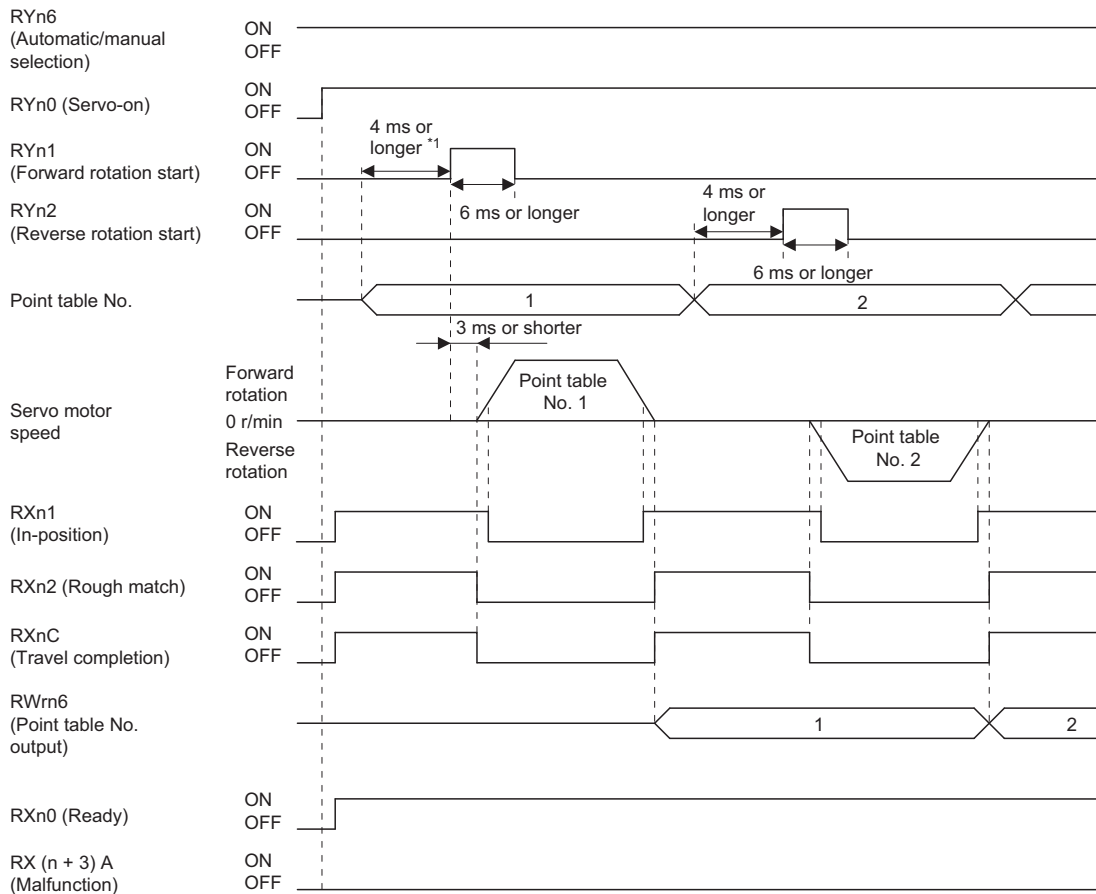 RYn6
(Automatic/manual
selection)
ON
OFF
RYn0 (Servo-on)
ON
OFF
RYn1
(Forward rotation start)
ON
OFF
4 ms or
longer *1
6 ms or longer
RYn2
(Reverse rotation start)
ON
OFF
4 ms or
longer
6 ms or longer
Point table No.
1
2
3 ms or shorter
Servo motor
speed
Forward
rotation
0 r/min
Reverse
rotation
Point table
No. 1
Point table
No. 2
RXn1
(In-position)
ON
OFF
RXn2 (Rough match)
ON
OFF
RXnC
(Travel completion)
ON
OFF
RWrn6
(Point table No.
output)
1
2
RXn0 (Ready)
ON
OFF
RX (n + 3) A
(Malfunction)
ON
OFF